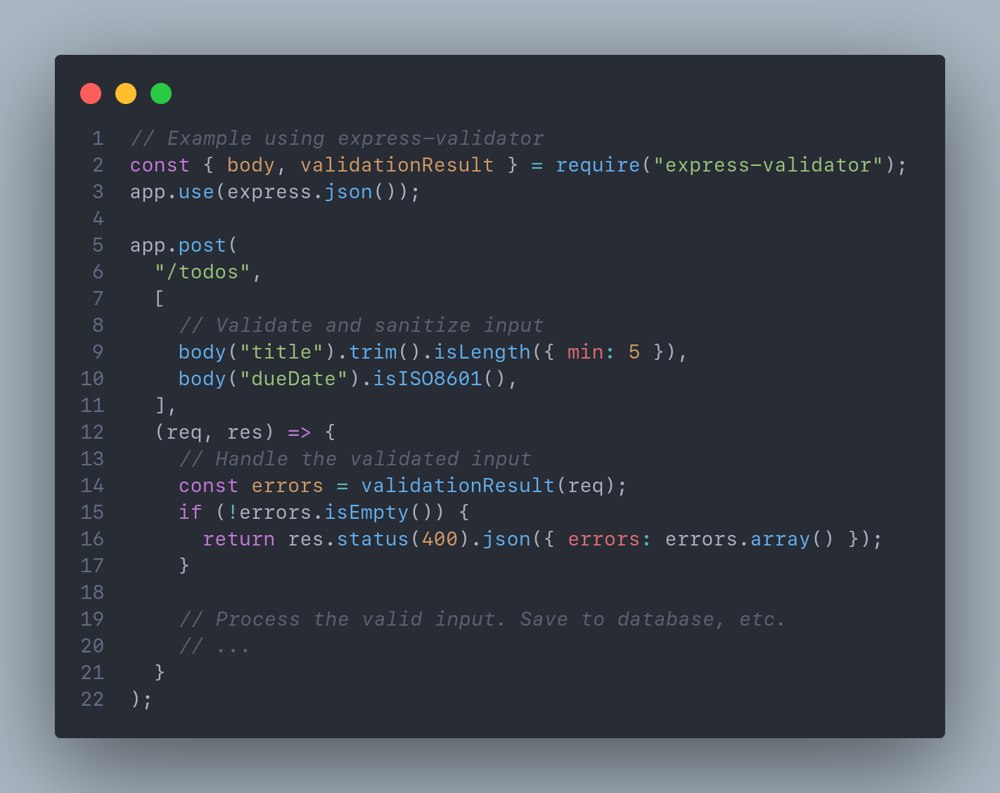 1 // Example using express-validator
2 const { body, validationResult } = require("express-validator");
3 app.use(express.json());
4
5 app.post(
6   "/todos",
7   [
8     // Validate and sanitize input
9     body("title").trim().isLength({ min: 5 }),
10     body("dueDate").isISO8601(),
11   ],
12   (req, res) => {
13     // Handle the validated input
14     const errors = validationResult(req);
15     if (!errors.isEmpty()) {
16       return res.status(400).json({ errors: errors.array() });
17     }
18
19     // Process the valid input. Save to database, etc.
20     // ...
21   }
22 );